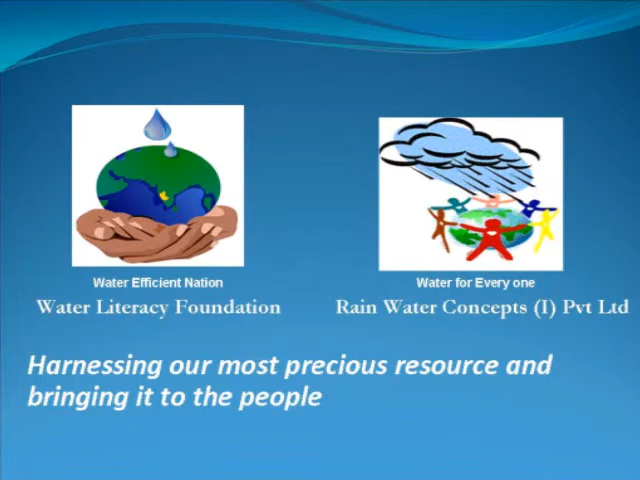 Water Efficient Nation
Water Literacy Foundation
Water for Every one
Rain Water Concepts (I) Pvt Ltd
Harnessing our most precious resource and
bringing it to the people